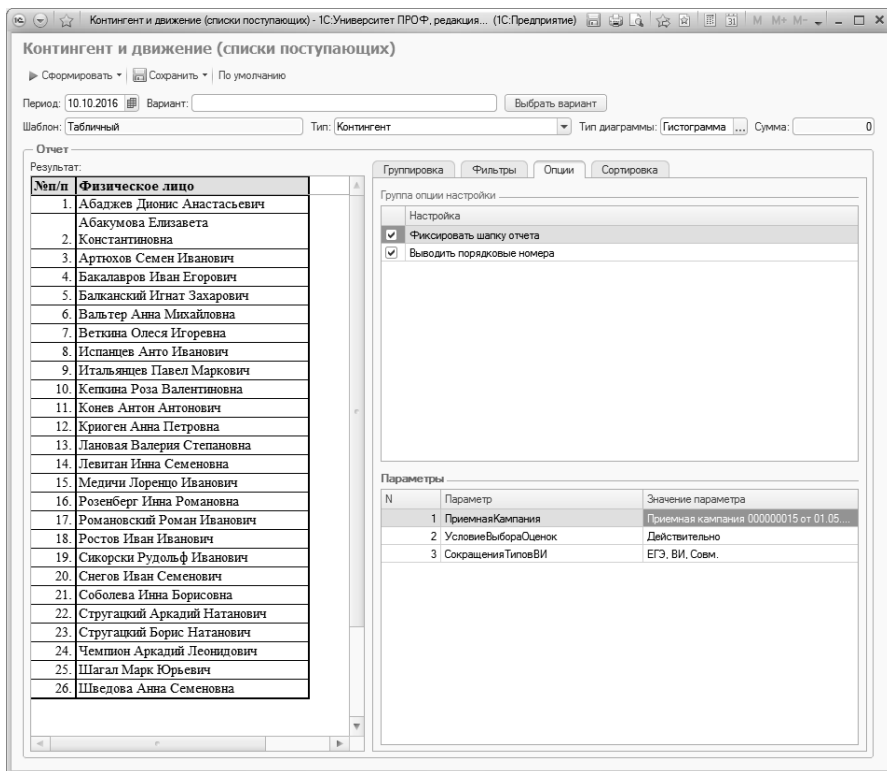 Контингент и движение (списки поступающих) - 1С:Университет ПРОФ, редакция... (1С:Предприятие) M M+ M-
Контингент и движение (списки поступающих)
Сформировать Сохранить По умолчанию
Период: 10.10.2016 Вариант: Выбрать вариант
Шаблон: Табличный Тип: Контингент Тип диаграммы: Гистограмма ... Сумма: 0
Отчет
Результат:
Группировка Фильтры Опции Сортировка
№п/п Физическое лицо
1. Абаджев Дионис Анастасьевич
Абакумова Елизавета
2. Константиновна
3. Артюхов Семен Иванович
4. Бакалавров Иван Егорович
5. Балканский Игнат Захарович
6. Вальтер Анна Михайловна
7. Веткина Олеся Игоревна
8. Испанцев Анто Иванович
9. Итальянцев Павел Маркович
10. Кепкина Роза Валентиновна
11. Конев Антон Антонович
12. Криоген Анна Петровна
13. Лановая Валерия Степановна
14. Левитан Инна Семеновна
15. Медичи Лоренцо Иванович
16. Розенберг Инна Романовна
17. Романовский Роман Иванович
18. Ростов Иван Иванович
19. Сикорски Рудольф Иванович
20. Снегов Иван Семенович
21. Соболева Инна Борисовна
22. Стругацкий Аркадий Натанович
23. Стругацкий Борис Натанович
24. Чемпион Аркадий Леонидович
25. Шагал Марк Юрьевич
26. Шведова Анна Семеновна
Группа опции настройки
Настройка
Фиксировать шапку отчета
Выводить порядковые номера
Параметры
N Параметр Значение параметра
1 ПриемнаяКампания Приемная кампания 000000015 от 01.05....
2 УсловиеВыбораОценок Действительно
3 СокращенияТиповВИ ЕГЭ, ВИ, Совм.